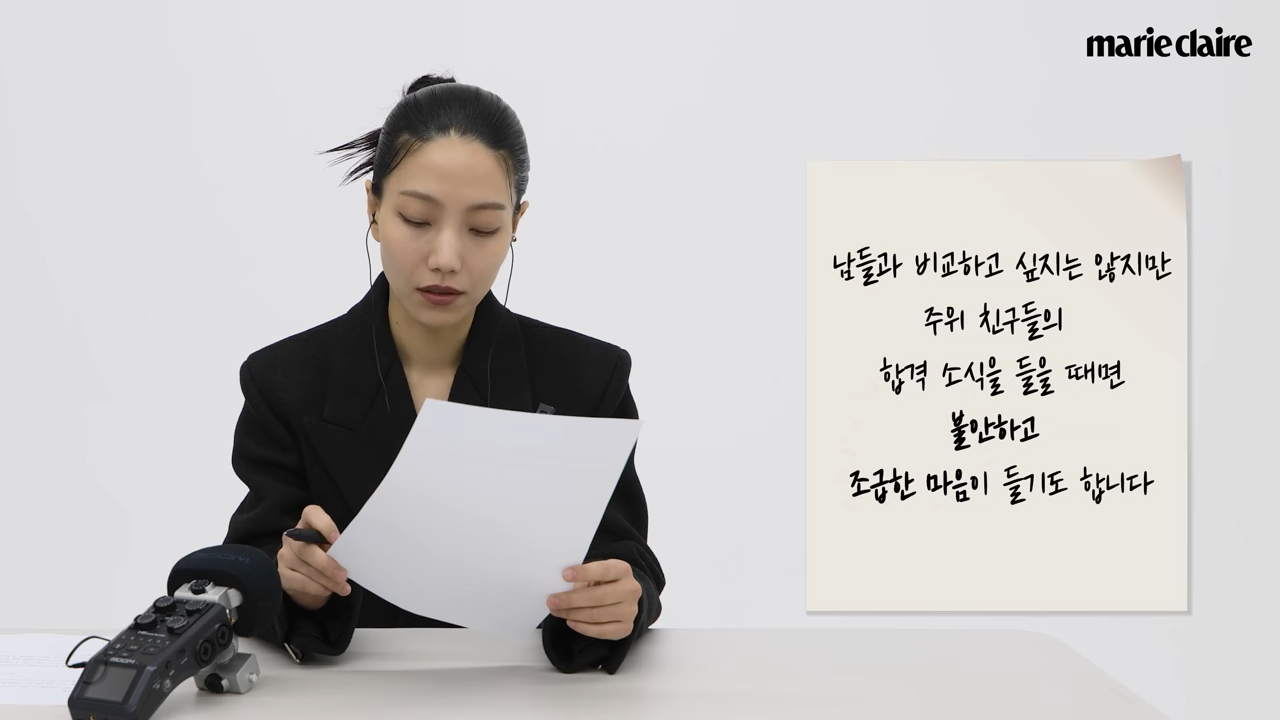 marie claire
남들과 비교하고 싶지는 않지만
주위 친구들의
합격 소식을 들을 때면
불안하고
조급한 마음이 들기도 합니다
zoom